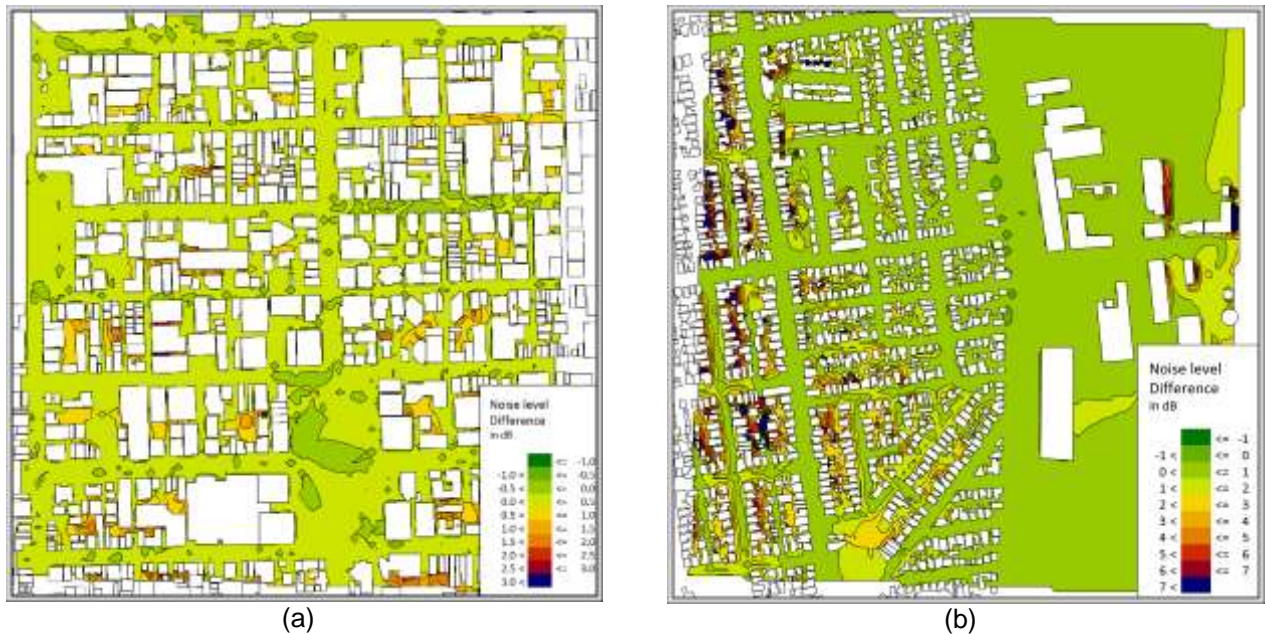 Noise level
Difference
in dB
<= -1.0
-1.0 < <= -0.5
-0.5 < <= 0.0
0.0 < <= 0.5
0.5 < <= 1.0
1.0 < <= 1.5
1.5 < <= 2.0
2.0 < <= 2.5
2.5 < <= 3.0
3.0 <
(a)
Noise level
Difference
in dB
<= -1
-1 < <= 0
0 < <= 1
1 < <= 2
2 < <= 3
3 < <= 4
4 < <= 5
5 < <= 6
6 < <= 7
7 <
(b)